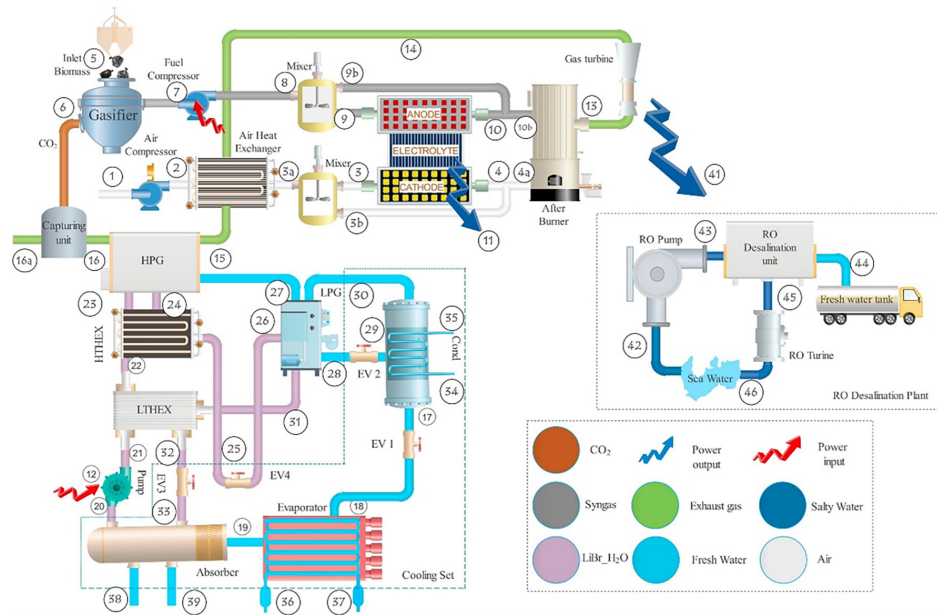 14
Gas turbine
5
Inlet
Biomass
Fuel
Compressor
7
Mixer
8
9b
6
Gasifier
9
ANODE
10
10b
13
CO₂
Air
Compressor
Air Heat
Exchanger
ELECTROLYTE
1
2
3a
Mixer
3
CATHODE
4
4a
41
3b
11
After
Burner
Capturing
unit
16a
16
HPG
15
RO Pump
43
RO
Desalination
unit
44
Fresh water tank
45
42
RO Turine
Sea Water
46
RO Desalination Plant
23
24
27
LPG
30
26
29
35
Cond
HTHEX
EV 2
28
34
22
LTHEX
31
17
25
EV 1
21
32
12
Pump
EV3
EV4
20
33
Evaporator
18
19
Absorber
Cooling Set
38
39
36
37
CO₂
Power
output
Power
input
Syngas
Exhaust gas
Salty Water
LiBr_H₂O
Fresh Water
Air